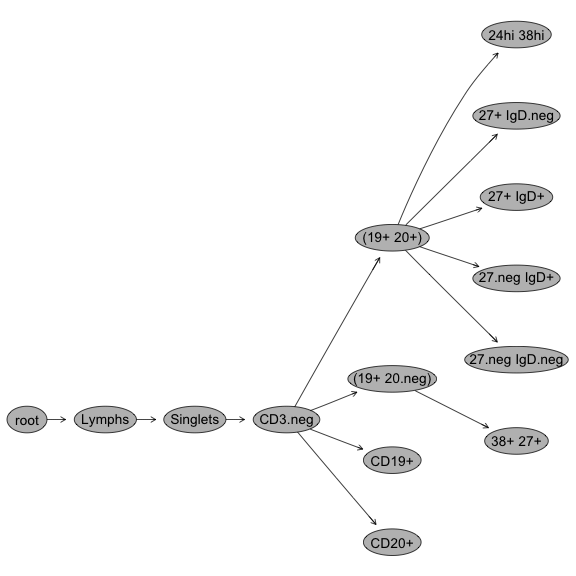 24hi 38hi
27+ IgD.neg
27+ IgD+
(19+ 20+)
27.neg IgD+
27.neg IgD.neg
(19+ 20.neg)
root
Lymphs
Singlets
CD3.neg
38+ 27+
CD19+
CD20+